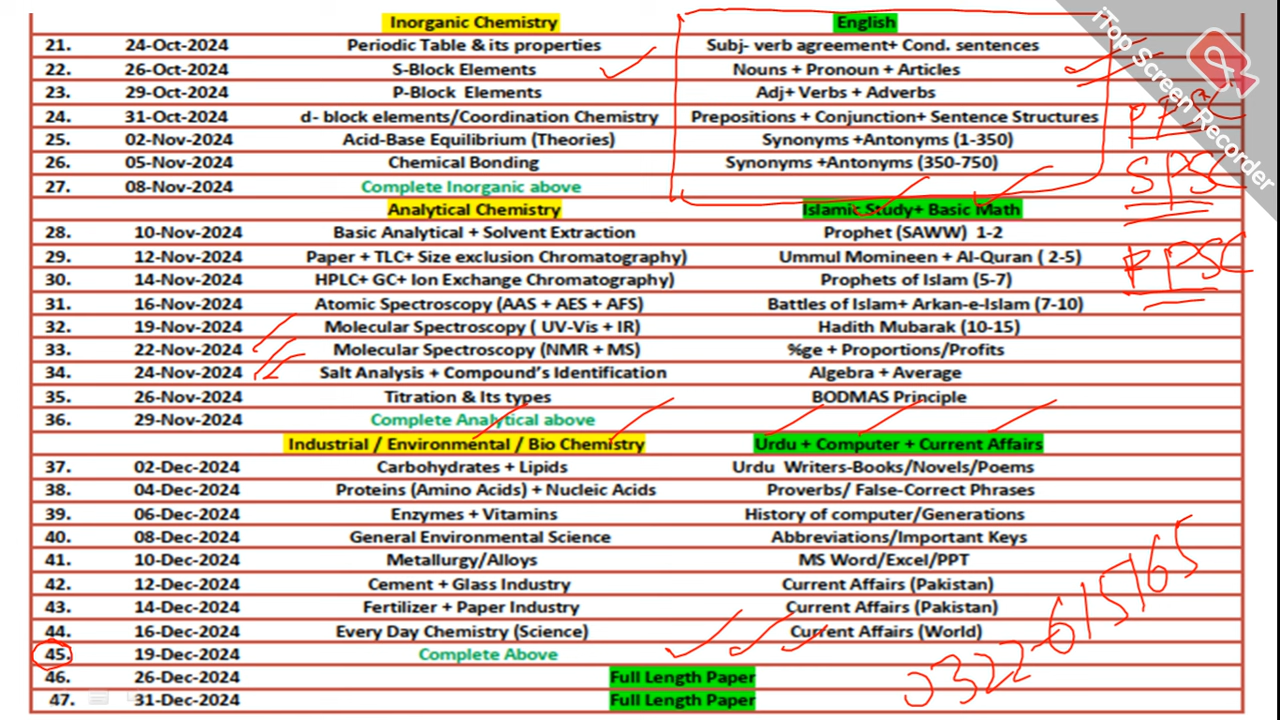 Inorganic Chemistry English
21. 24-Oct-2024 Periodic Table & its properties Subj- verb agreement+ Cond. sentences
22. 26-Oct-2024 S-Block Elements Nouns + Pronoun + Articles
23. 29-Oct-2024 P-Block Elements Adj+ Verbs + Adverbs
24. 31-Oct-2024 d- block elements/Coordination Chemistry Prepositions + Conjunction+ Sentence Structures
25. 02-Nov-2024 Acid-Base Equilibrium (Theories) Synonyms +Antonyms (1-350)
26. 05-Nov-2024 Chemical Bonding Synonyms +Antonyms (350-750)
27. 08-Nov-2024 Complete Inorganic above
Analytical Chemistry Islamic Study+ Basic Math
28. 10-Nov-2024 Basic Analytical + Solvent Extraction Prophet (SAWW) 1-2
29. 12-Nov-2024 Paper + TLC+ Size exclusion Chromatography) Ummul Momineen + Al-Quran ( 2-5)
30. 14-Nov-2024 HPLC+ GC+ Ion Exchange Chromatography) Prophets of Islam (5-7)
31. 16-Nov-2024 Atomic Spectroscopy (AAS + AES + AFS) Battles of Islam+ Arkan-e-Islam (7-10)
32. 19-Nov-2024 Molecular Spectroscopy ( UV-Vis + IR) Hadith Mubarak (10-15)
33. 22-Nov-2024 Molecular Spectroscopy (NMR + MS) %ge + Proportions/Profits
34. 24-Nov-2024 Salt Analysis + Compound's Identification Algebra + Average
35. 26-Nov-2024 Titration & Its types BODMAS Principle
36. 29-Nov-2024 Complete Analytical above
Industrial / Environmental / Bio Chemistry Urdu + Computer + Current Affairs
37. 02-Dec-2024 Carbohydrates + Lipids Urdu Writers-Books/Novels/Poems
38. 04-Dec-2024 Proteins (Amino Acids) + Nucleic Acids Proverbs/ False-Correct Phrases
39. 06-Dec-2024 Enzymes + Vitamins History of computer/Generations
40. 08-Dec-2024 General Environmental Science Abbreviations/Important Keys
41. 10-Dec-2024 Metallurgy/Alloys MS Word/Excel/PPT
42. 12-Dec-2024 Cement + Glass Industry Current Affairs (Pakistan)
43. 14-Dec-2024 Fertilizer + Paper Industry Current Affairs (Pakistan)
44. 16-Dec-2024 Every Day Chemistry (Science) Current Affairs (World)
45. 19-Dec-2024 Complete Above
46. 26-Dec-2024 Full Length Paper
47. 31-Dec-2024 Full Length Paper
PPSC
SPSC
FPSC
0322-6151765
iTop Screen Recorder